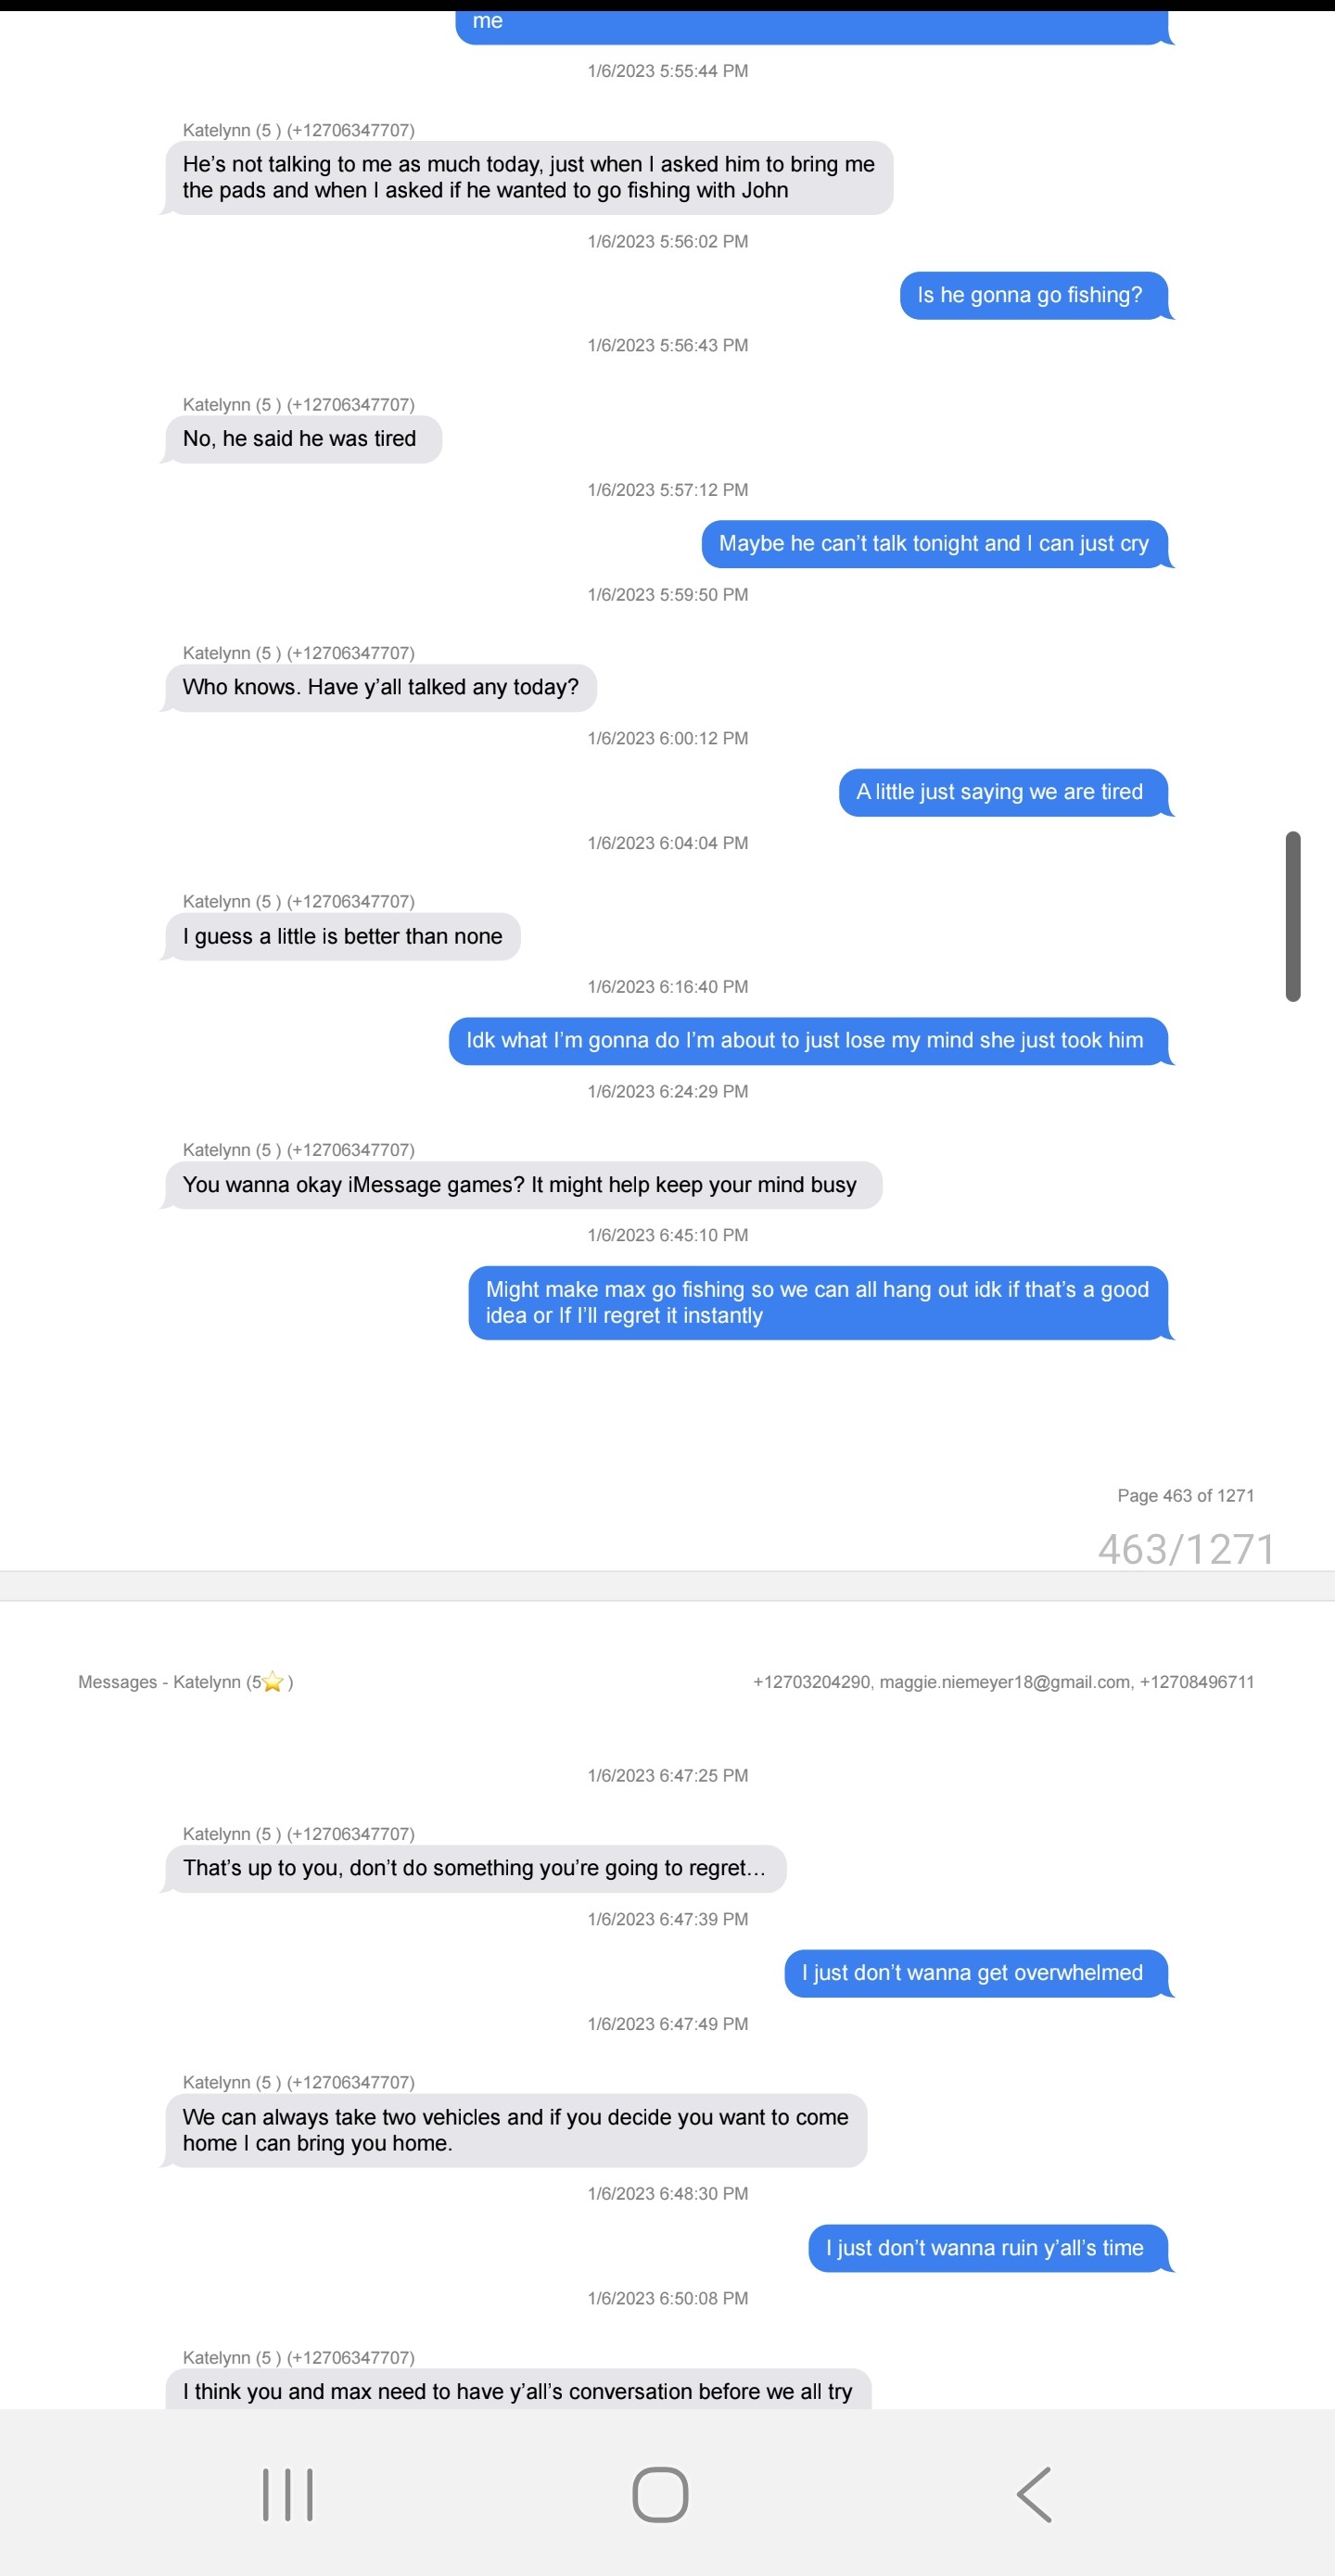 me
1/6/2023 5:55:44 PM
Katelynn (5 ) (+12706347707)
He's not talking to me as much today, just when I asked him to bring me
the pads and when I asked if he wanted to go fishing with John
1/6/2023 5:56:02 PM
Is he gonna go fishing?
1/6/2023 5:56:43 PM
Katelynn (5 ) (+12706347707)
No, he said he was tired
1/6/2023 5:57:12 PM
Maybe he can't talk tonight and I can just cry
1/6/2023 5:59:50 PM
Katelynn (5 ) (+12706347707)
Who knows. Have y'all talked any today?
1/6/2023 6:00:12 PM
A little just saying we are tired
1/6/2023 6:04:04 PM
Katelynn (5 ) (+12706347707)
I guess a little is better than none
1/6/2023 6:16:40 PM
Idk what I'm gonna do I'm about to just lose my mind she just took him
1/6/2023 6:24:29 PM
Katelynn (5 ) (+12706347707)
You wanna okay iMessage games? It might help keep your mind busy
1/6/2023 6:45:10 PM
Might make max go fishing so we can all hang out idk if that's a good
idea or If I'll regret it instantly
Page 463 of 1271
463/1271
Messages - Katelynn (5⭐ )
+12703204290, maggie.niemeyer18@gmail.com, +12708496711
1/6/2023 6:47:25 PM
Katelynn (5 ) (+12706347707)
That's up to you, don't do something you're going to regret…
1/6/2023 6:47:39 PM
I just don't wanna get overwhelmed
1/6/2023 6:47:49 PM
Katelynn (5 ) (+12706347707)
We can always take two vehicles and if you decide you want to come
home I can bring you home.
1/6/2023 6:48:30 PM
I just don't wanna ruin y'all's time
1/6/2023 6:50:08 PM
Katelynn (5 ) (+12706347707)
I think you and max need to have y'all's conversation before we all try